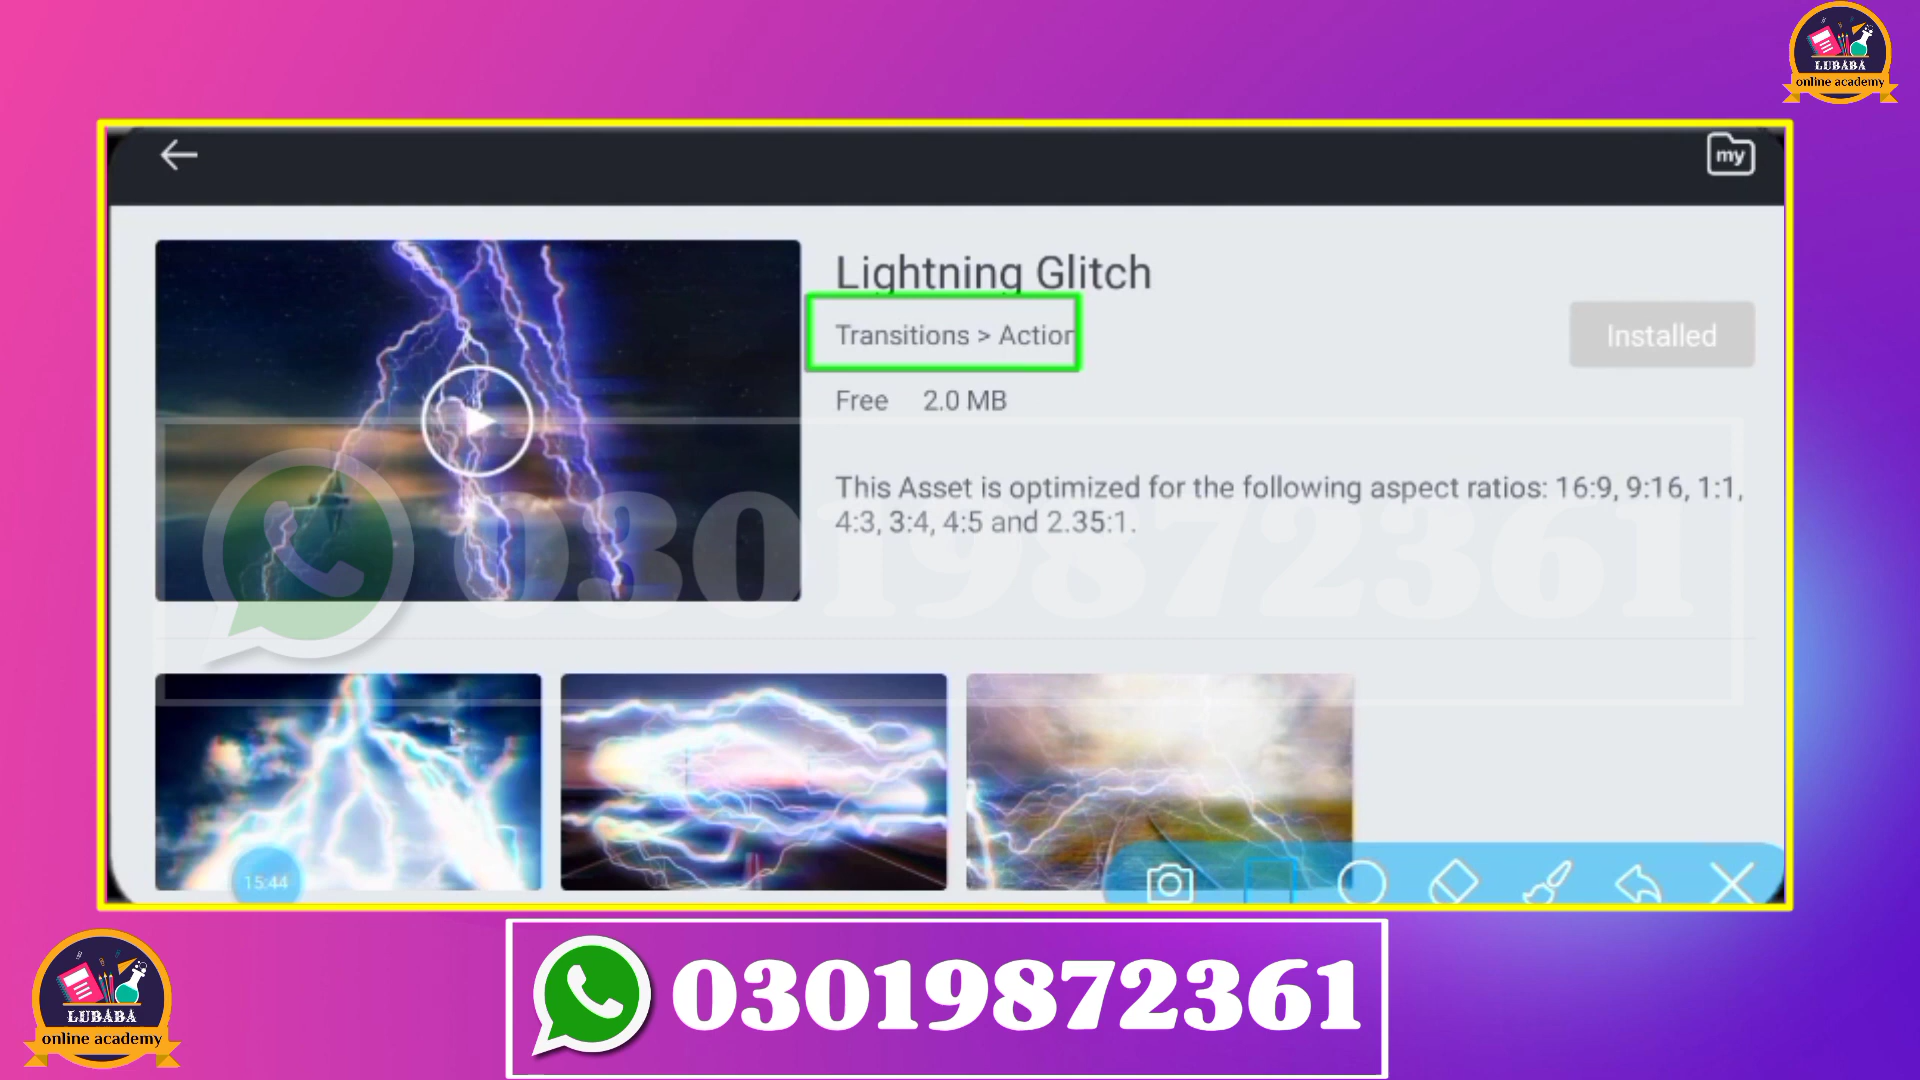 LUBABA
online academy
my
Lightning Glitch
Transitions > Action
Installed
Free 2.0 MB
This Asset is optimized for the following aspect ratios: 16:9, 9:16, 1:1,
4:3, 3:4, 4:5 and 2.35:1.
03019872361
15:44
LUBABA
online academy
03019872361